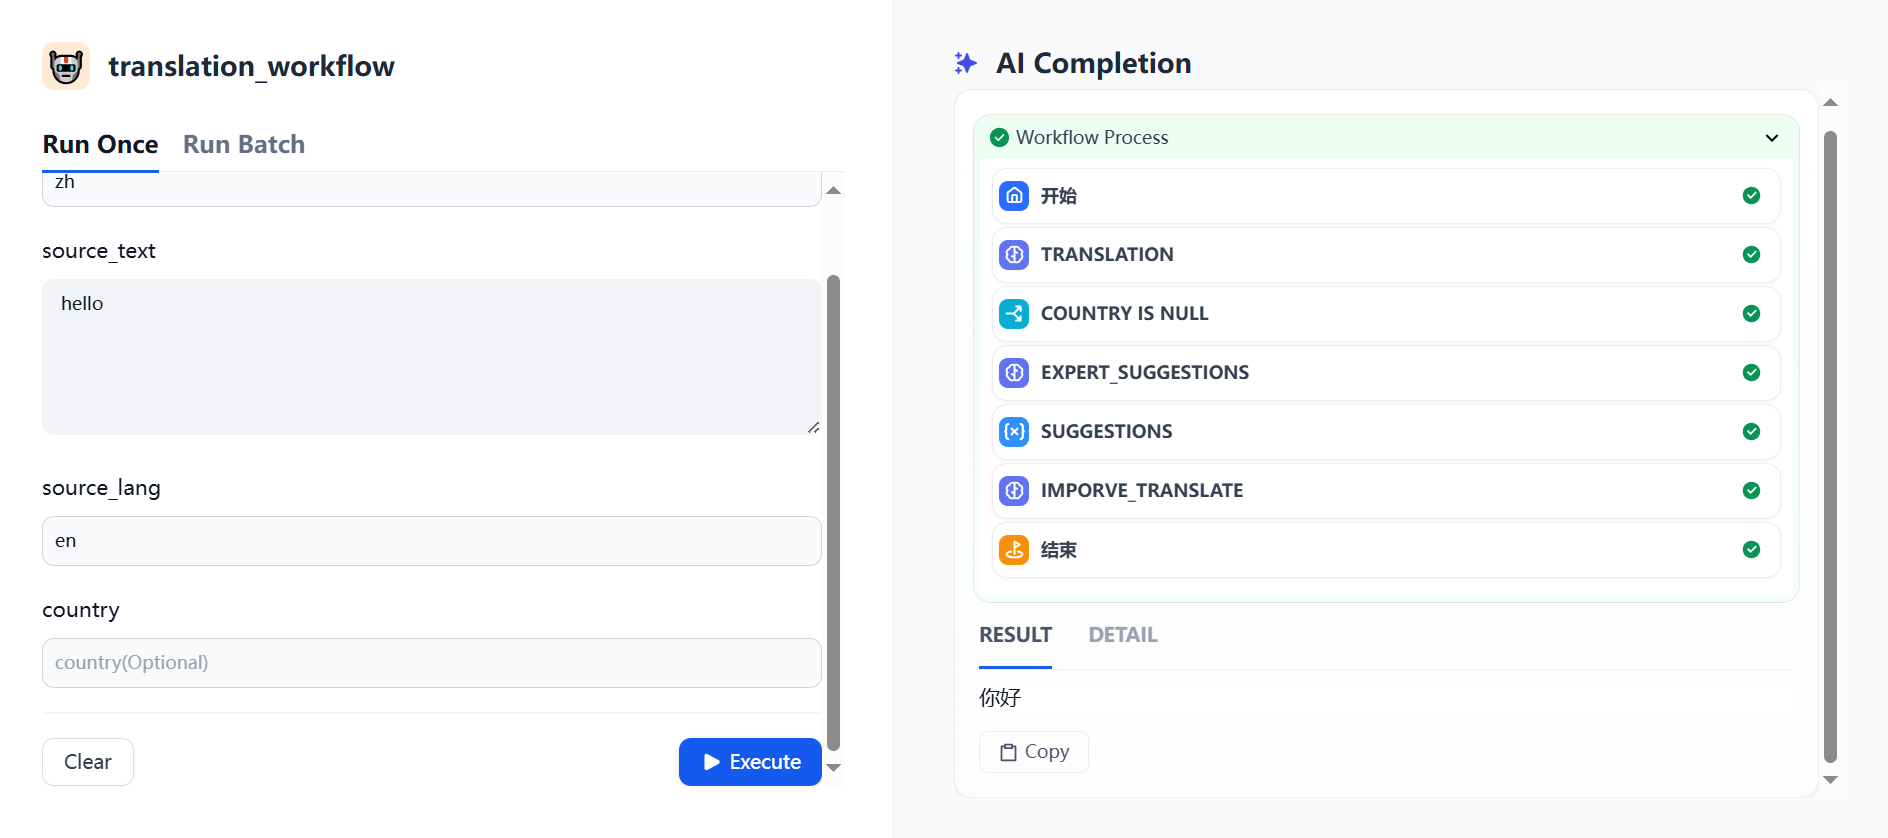 translation_workflow
Run Once
Run Batch
zh
source_text
hello
source_lang
en
country
country(Optional)
Clear
Execute
AI Completion
Workflow Process
开始
TRANSLATION
COUNTRY IS NULL
EXPERT_SUGGESTIONS
SUGGESTIONS
IMPORVE_TRANSLATE
结束
RESULT
DETAIL
你好
Copy